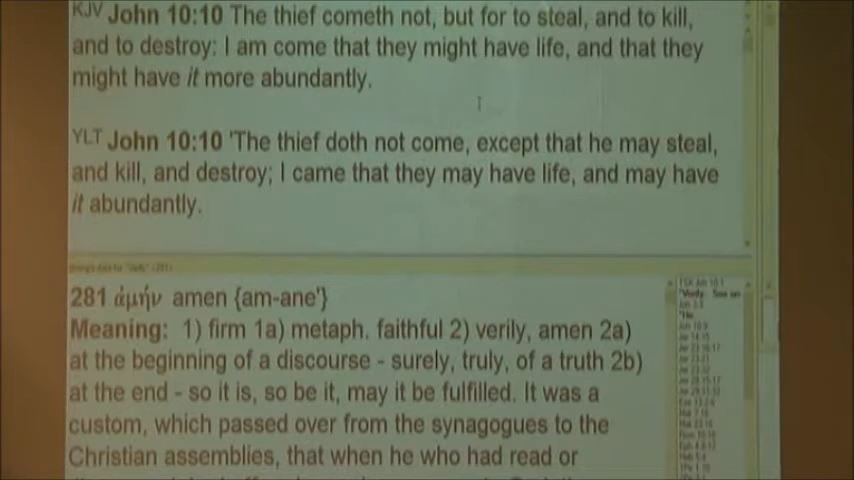 KJV John 10:10 The thief cometh not, but for to steal, and to kill,
and to destroy: I am come that they might have life, and that they
might have it more abundantly.
YLT John 10:10 'The thief doth not come, except that he may steal,
and kill, and destroy; I came that they may have life, and may have
it abundantly.
281 ἀμήν amen {am-ane'}
Meaning: 1) firm 1a) metaph. faithful 2) verily, amen 2a)
at the beginning of a discourse - surely, truly, of a truth 2b)
at the end - so it is, so be it, may it be fulfilled. It was a
custom, which passed over from the synagogues to the
Christian assemblies, that when he who had read or